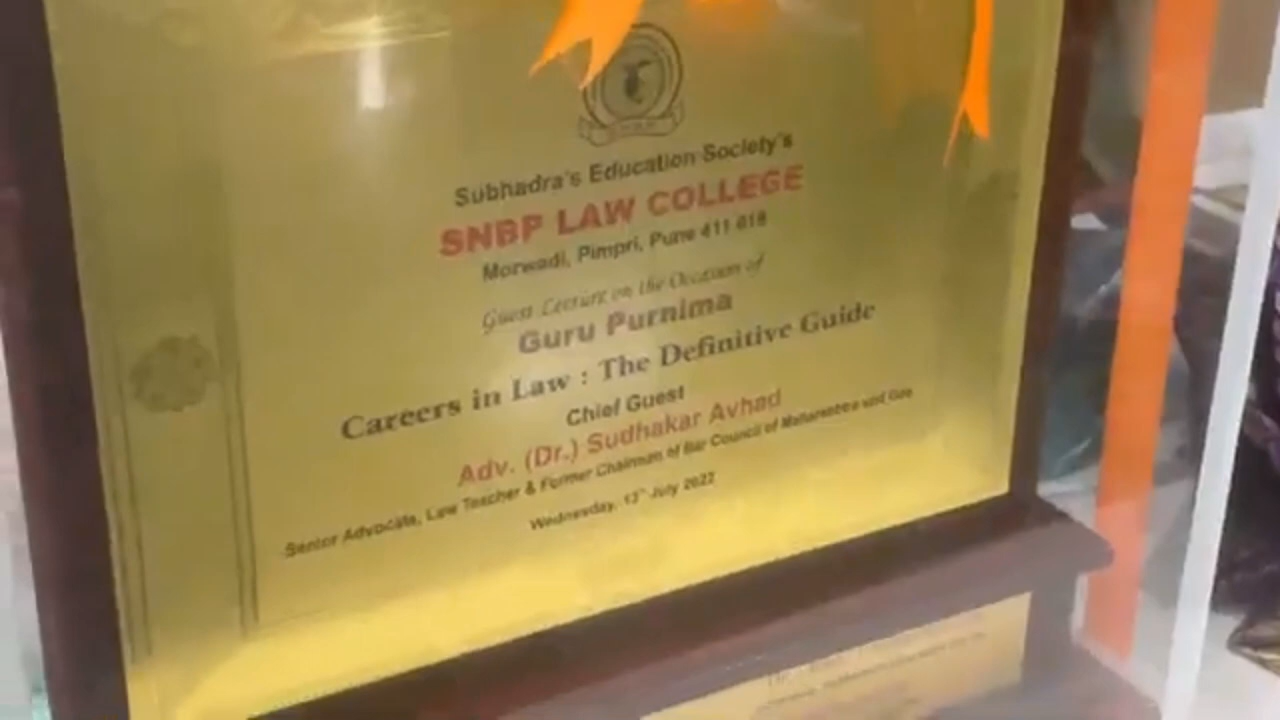 Subhadra's Education Society's
SNBP LAW COLLEGE
Morwadi, Pimpri, Pune 411 018
Guest Lecture on the Occasion of
Guru Purnima
Careers in Law : The Definitive Guide
Chief Guest
Adv. (Dr.) Sudhakar Avhad
Senior Advocate, Law Teacher & Former Chairman of Bar Council of Maharashtra and Goa
Wednesday, 13th July 2022